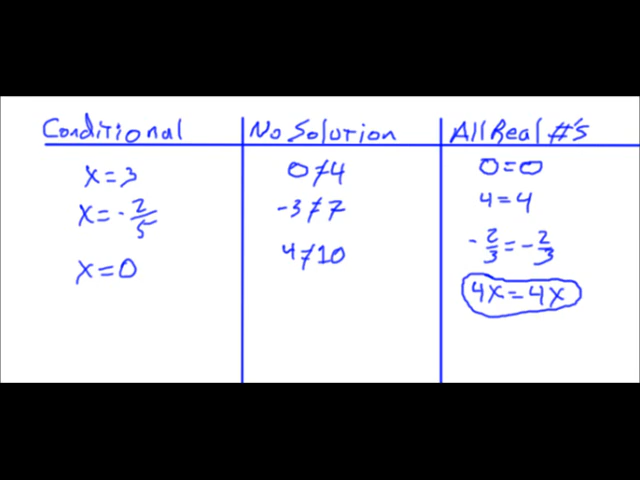 Conditional No Solution All Real #'s
x = 3 0 ≠ 4 0 = 0
x = -2/5 -3 ≠ 7 4 = 4
x = 0 4 ≠ 10 -2/3 = -2/3
4x = 4x